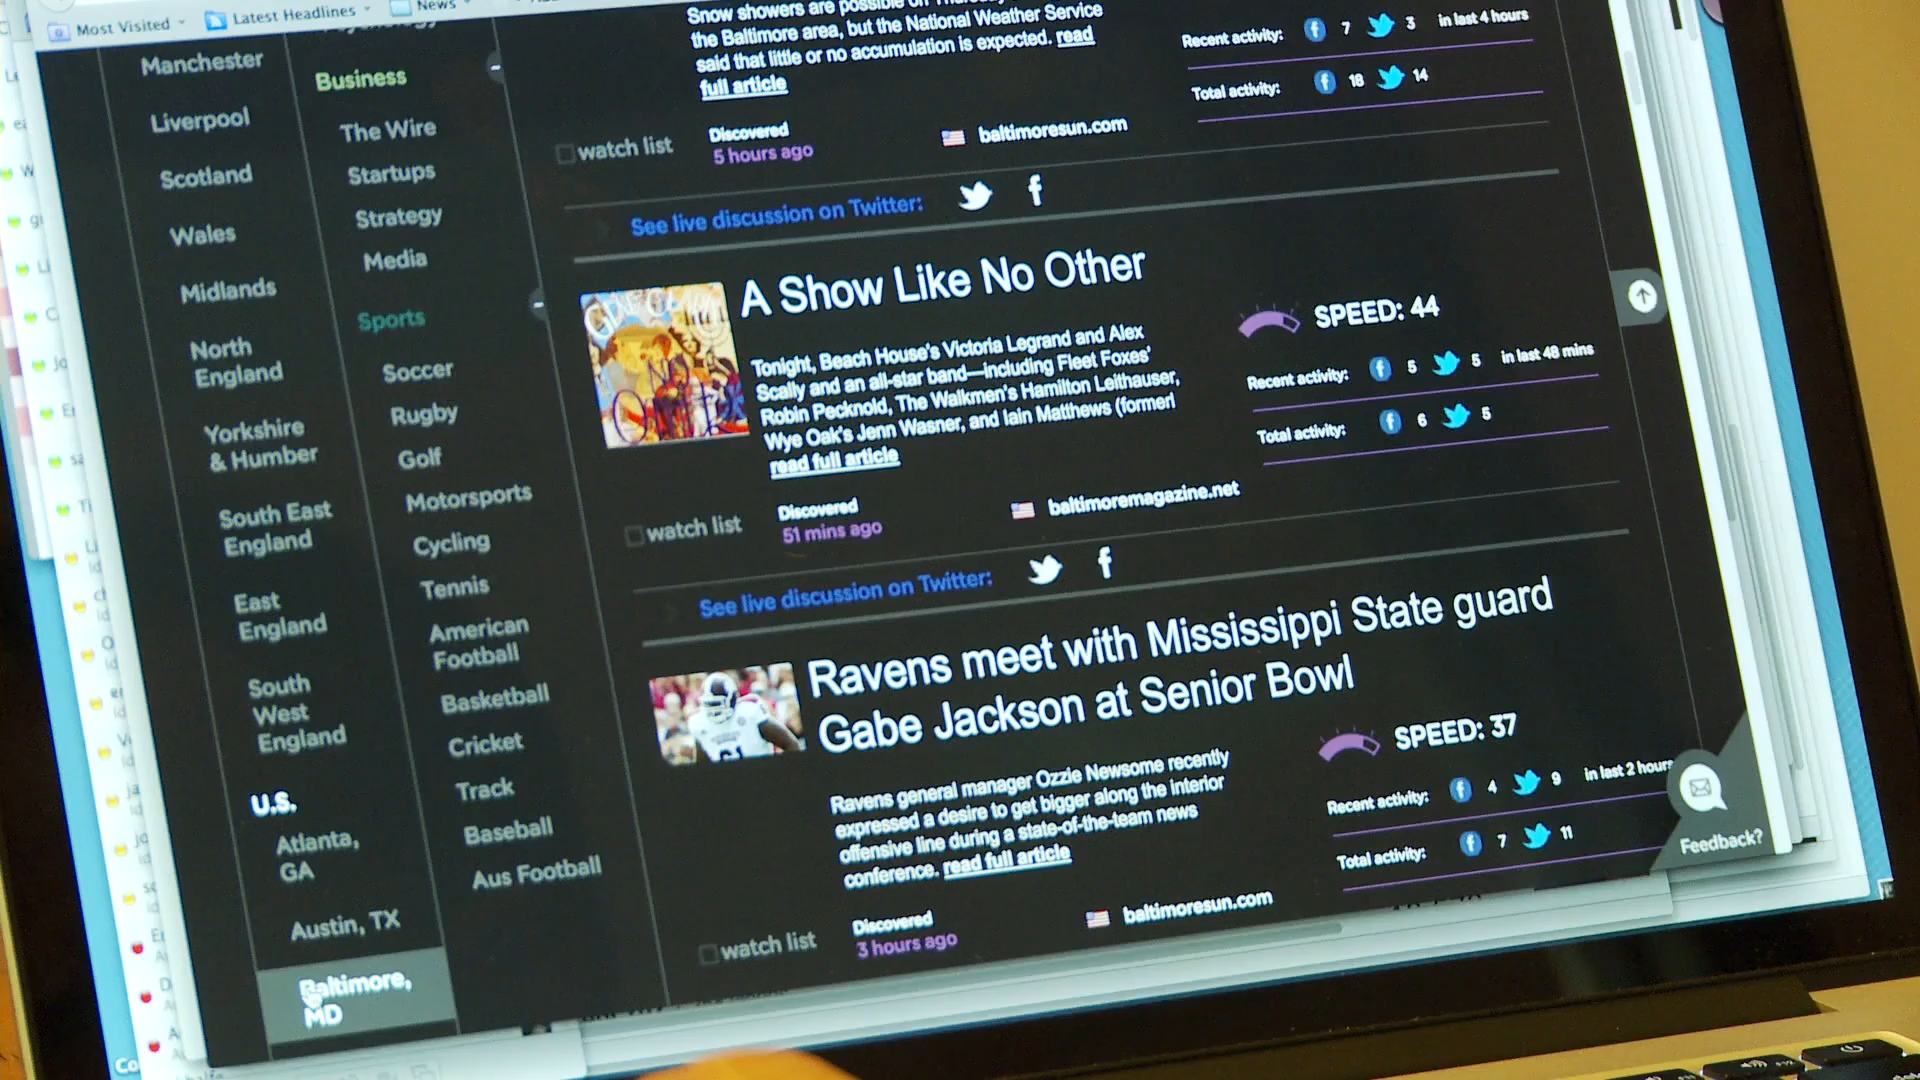 Most Visited
Latest Headlines
News
Manchester
Liverpool
Scotland
Wales
Midlands
North
England
Yorkshire
& Humber
South East
England
East
England
South
West
England
U.S.
Atlanta,
GA
Austin, TX
Baltimore,
MD
Business
The Wire
Startups
Strategy
Media
Sports
Soccer
Rugby
Golf
Motorsports
Cycling
Tennis
American
Football
Basketball
Cricket
Track
Baseball
Aus Football
Snow showers are possible on
the Baltimore area, but the National Weather Service
said that little or no accumulation is expected. read
full article
Recent activity: 7 3 in last 4 hours
Total activity: 18 14
watch list
Discovered
5 hours ago
baltimoresun.com
See live discussion on Twitter:
A Show Like No Other
Tonight, Beach House's Victoria Legrand and Alex
Scally and an all-star band—including Fleet Foxes'
Robin Pecknold, The Walkmen's Hamilton Leithauser,
Wye Oak's Jenn Wasner, and Iain Matthews (formerl
read full article
SPEED: 44
Recent activity: 5 5 in last 48 mins
Total activity: 6 5
watch list
Discovered
51 mins ago
baltimoremagazine.net
See live discussion on Twitter:
Ravens meet with Mississippi State guard
Gabe Jackson at Senior Bowl
Ravens general manager Ozzie Newsome recently
expressed a desire to get bigger along the interior
offensive line during a state-of-the-team news
conference. read full article
SPEED: 37
Recent activity: 4 9 in last 2 hours
Total activity: 7 11
watch list
Discovered
3 hours ago
baltimoresun.com
Feedback?